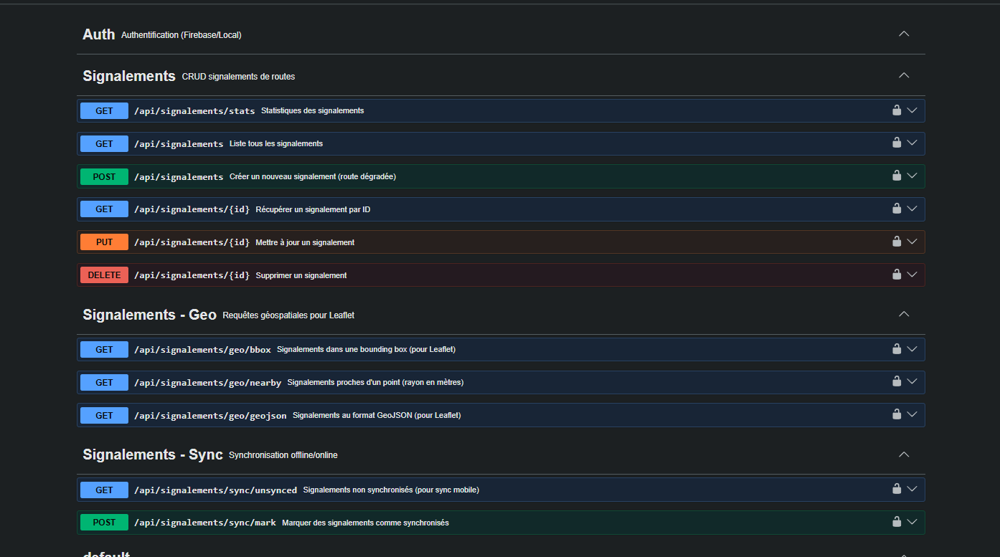 Auth Authentification (Firebase/Local)
Signalements CRUD signalements de routes
GET /api/signalements/stats Statistiques des signalements
GET /api/signalements Liste tous les signalements
POST /api/signalements Créer un nouveau signalement (route dégradée)
GET /api/signalements/{id} Récupérer un signalement par ID
PUT /api/signalements/{id} Mettre à jour un signalement
DELETE /api/signalements/{id} Supprimer un signalement
Signalements - Geo Requêtes géospatiales pour Leaflet
GET /api/signalements/geo/bbox Signalements dans une bounding box (pour Leaflet)
GET /api/signalements/geo/nearby Signalements proches d'un point (rayon en mètres)
GET /api/signalements/geo/geojson Signalements au format GeoJSON (pour Leaflet)
Signalements - Sync Synchronisation offline/online
GET /api/signalements/sync/unsynced Signalements non synchronisés (pour sync mobile)
POST /api/signalements/sync/mark Marquer des signalements comme synchronisés
default